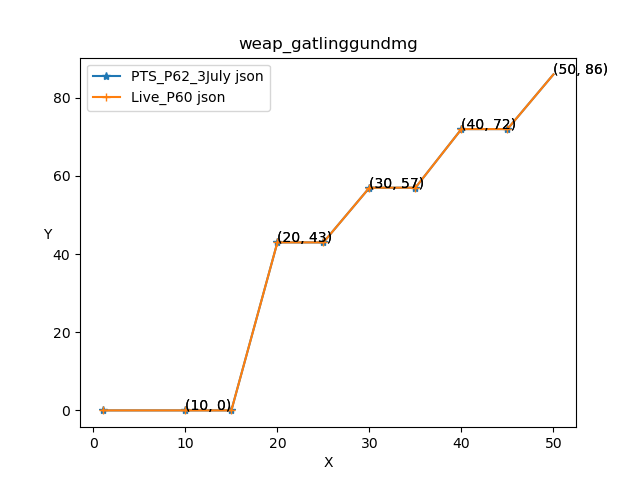 weap_gatlinggundmg
PTS_P62_3July json
Live_P60 json
(50, 86)
(40, 72)
(30, 57)
(20, 43)
(10, 0)
Y
80
60
40
20
0
0 10 20 30 40 50
X